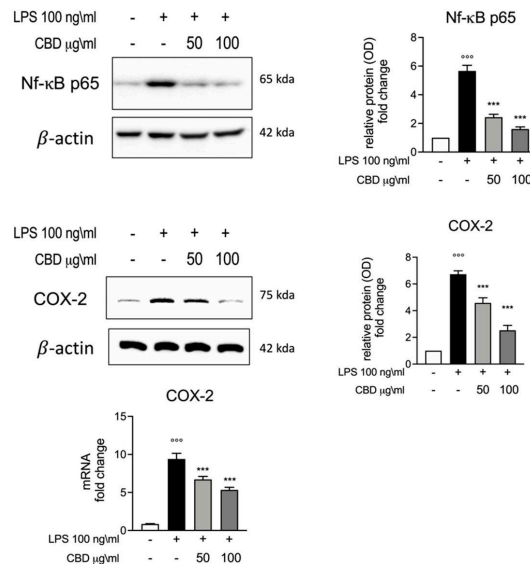 LPS 100 ng\ml - + + +
CBD µg\ml - - 50 100
Nf-κB p65 65 kda
β-actin 42 kda
Nf-κB p65
relative protein (OD)
fold change
8
6
4
2
0
°°°
***
***
LPS 100 ng\ml - + + +
CBD µg\ml - - 50 100
LPS 100 ng\ml - + + +
CBD µg\ml - - 50 100
COX-2 75 kda
β-actin 42 kda
COX-2
relative protein (OD)
fold change
8
6
4
2
0
°°°
***
***
LPS 100 ng\ml - + + +
CBD µg\ml - - 50 100
COX-2
mRNA
fold change
15
10
5
0
°°°
***
***
LPS 100 ng\ml - + + +
CBD µg\ml - - 50 100